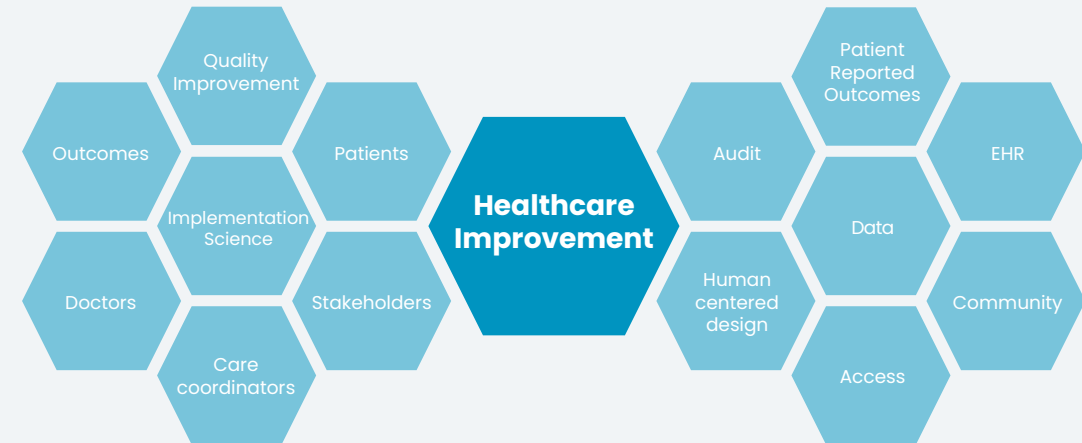 Quality
Improvement
Outcomes
Patients
Implementation
Science
Doctors
Stakeholders
Care
coordinators
Healthcare
Improvement
Patient
Reported
Outcomes
Audit
EHR
Data
Human
centered
design
Community
Access